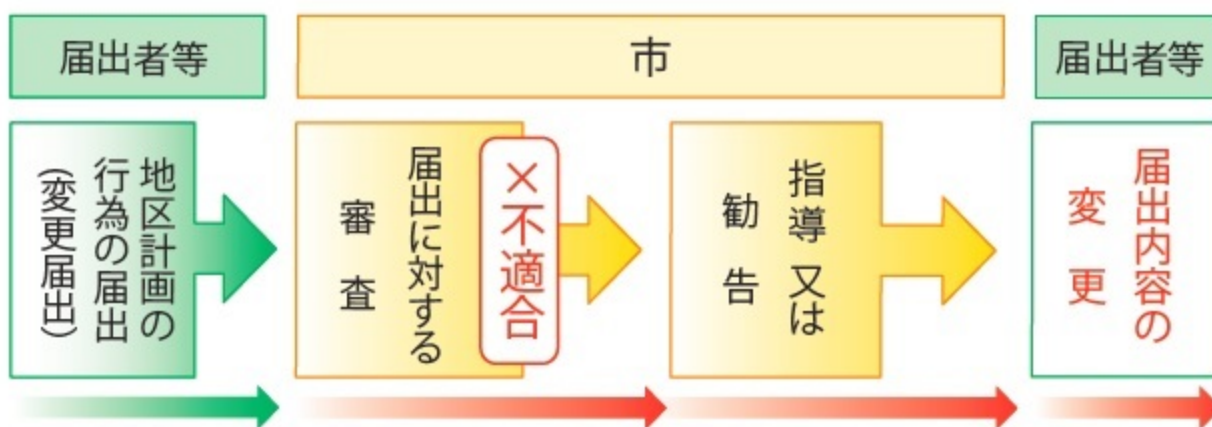 届出者等
市
届出者等
地区計画の
行為の届出
(変更届出)
届出に対する
審査
×不適合
指導又は
勧告
届出内容の
変更